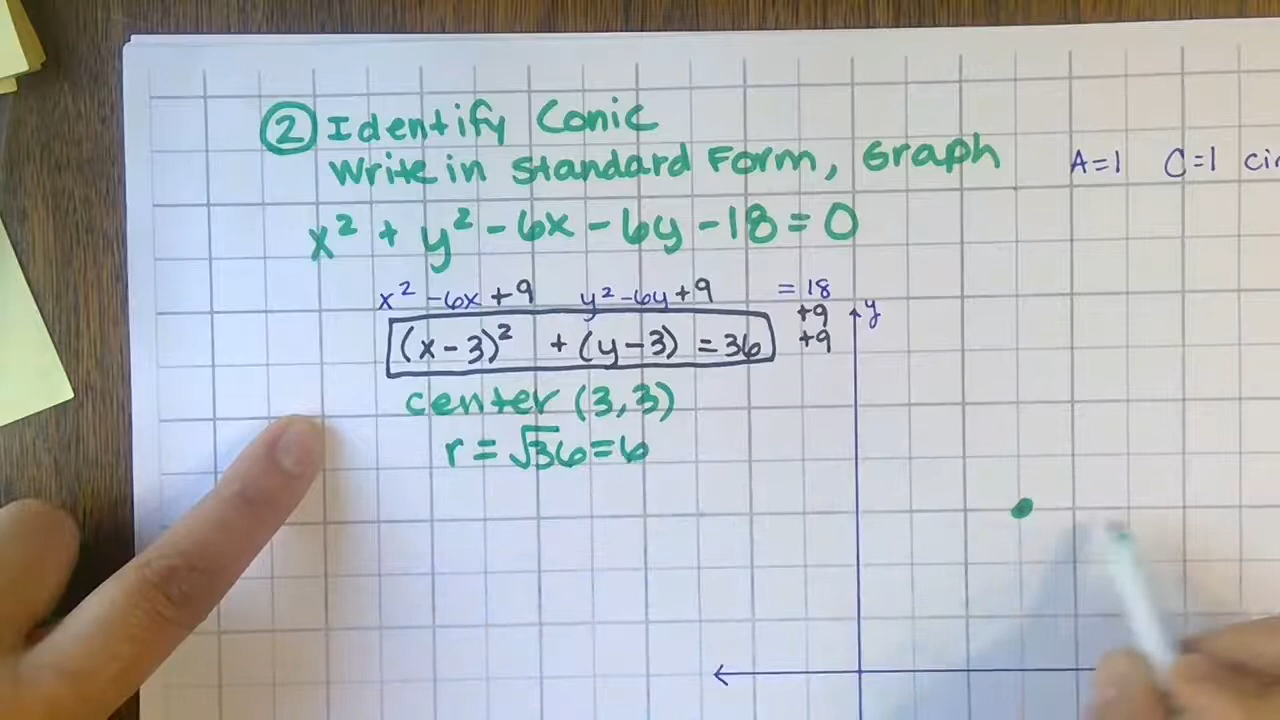 ② Identify Conic
Write in Standard Form, Graph
A=1 C=1
x² + y² - 6x - 6y - 18 = 0
x² - 6x + 9 y² - 6y + 9 = 18
+9
y
(x - 3)² + (y - 3) = 36
+9
center (3, 3)
r = √36 = 6